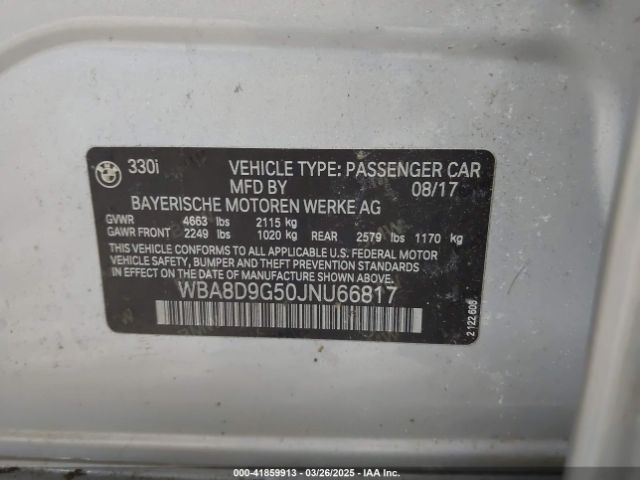 330i VEHICLE TYPE: PASSENGER CAR
MFD BY 08/17
BAYERISCHE MOTOREN WERKE AG
GVWR 4663 lbs 2115 kg
GAWR FRONT 2249 lbs 1020 kg REAR 2579 lbs 1170 kg
THIS VEHICLE CONFORMS TO ALL APPLICABLE U.S. FEDERAL MOTOR
VEHICLE SAFETY, BUMPER, AND THEFT PREVENTION STANDARDS
IN EFFECT ON THE DATE OF MANUFACTURE SHOWN ABOVE.
WBA8D9G50JNU66817
000-41859913 - 03/26/2025 - IAA LLC